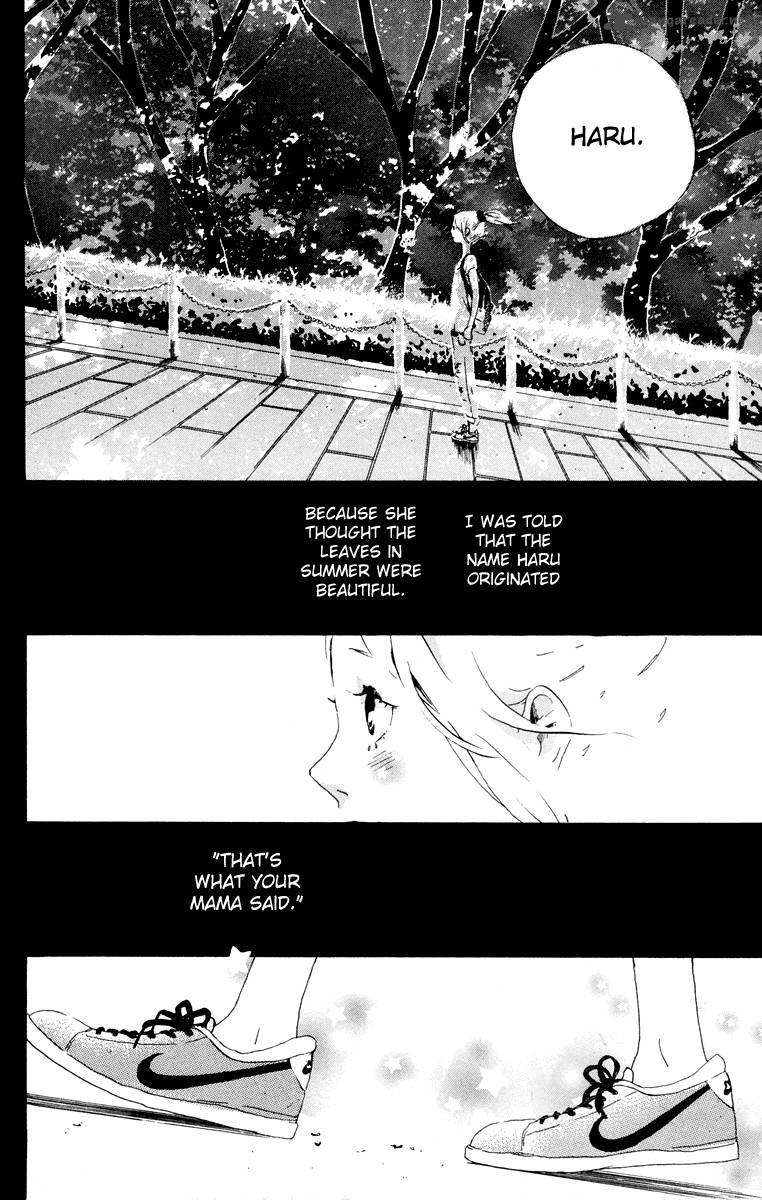 HARU.
I WAS TOLD
THAT THE
NAME HARU
ORIGINATED
BECAUSE SHE
THOUGHT THE
LEAVES IN
SUMMER WERE
BEAUTIFUL.
"THAT'S
WHAT YOUR
MAMA SAID."